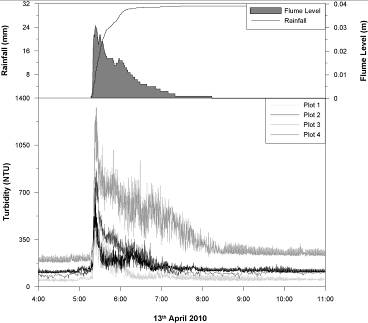 32
24
16
8
1400
Rainfall (mm)
Flume Level
Rainfall
0.04
0.03
0.02
0.01
0
Flume Level (m)
Plot 1
Plot 2
Plot 3
Plot 4
1050
700
350
0
Turbidity (NTU)
4:00 5:00 6:00 7:00 8:00 9:00 10:00 11:00
13th April 2010